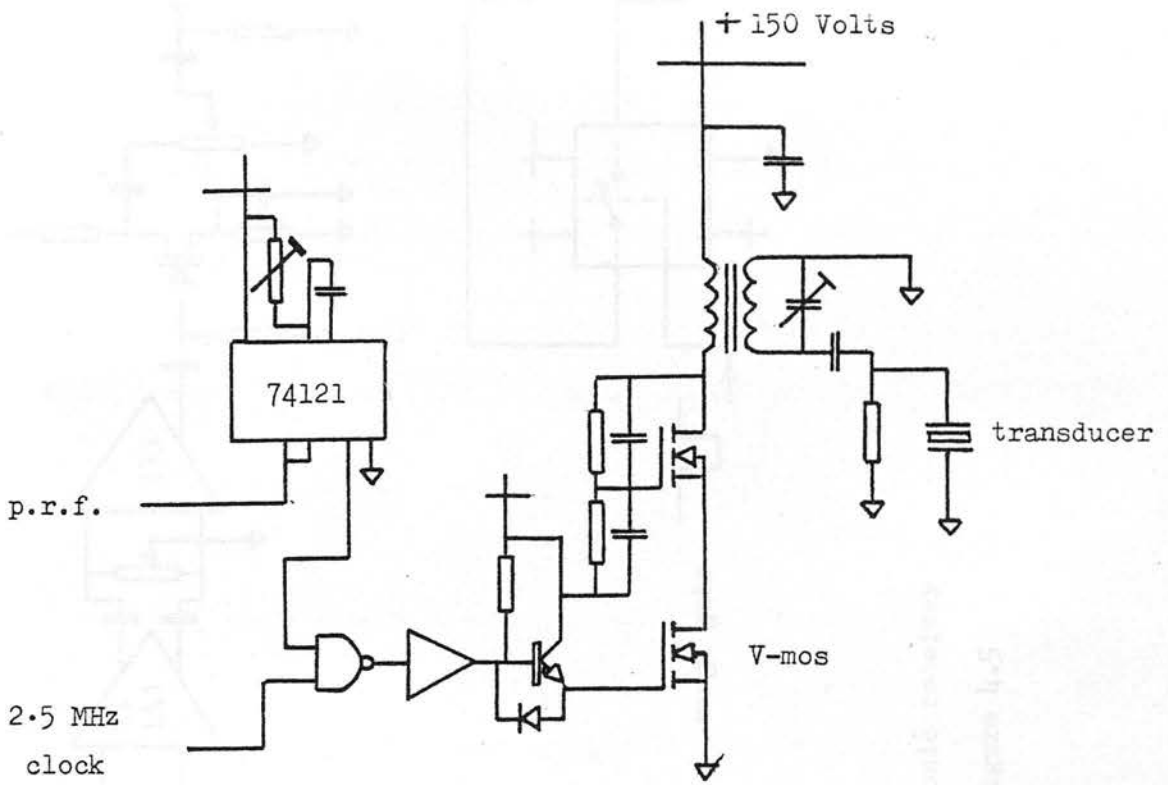 + 150 Volts
74121
transducer
p.r.f.
V-mos
2.5 MHz
clock